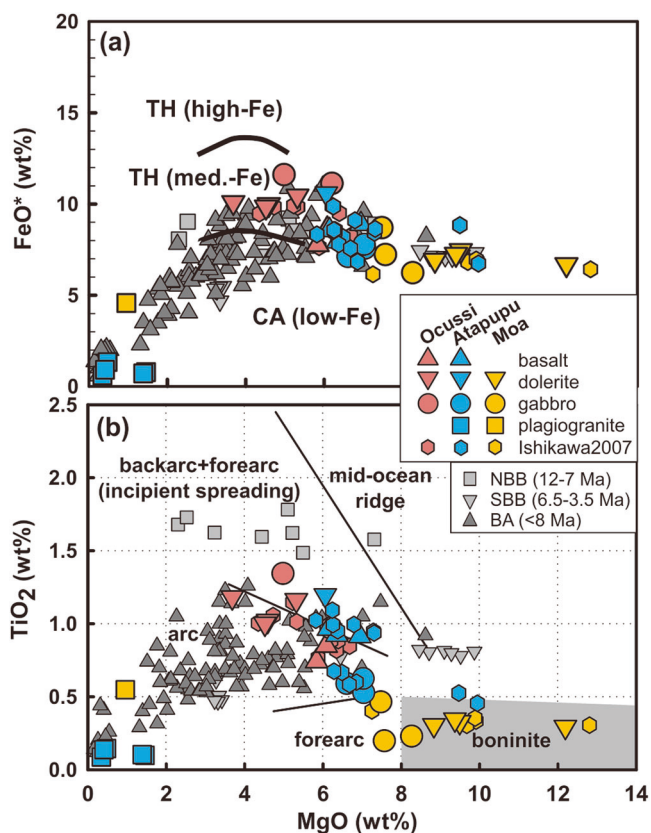 (a)
20
15
10
5
0
FeO* (wt%)
TH (high-Fe)
TH (med.-Fe)
CA (low-Fe)
Ocussi
Atapupu
Moa
basalt
dolerite
gabbro
plagiogranite
Ishikawa2007
NBB (12-7 Ma)
SBB (6.5-3.5 Ma)
BA (<8 Ma)
(b)
2.5
2.0
1.5
1.0
0.5
0.0
TiO2 (wt%)
backarc+forearc
(incipient spreading)
mid-ocean
ridge
arc
forearc
boninite
0 2 4 6 8 10 12 14
MgO (wt%)